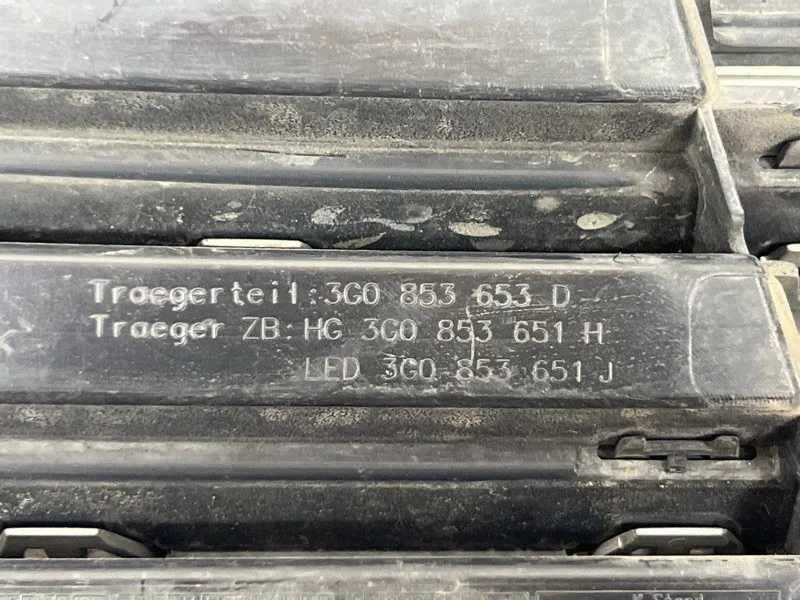 Traegerteil:3G0 853 653 D
Traeger ZB:HG 3G0 853 651 H
LED 3G0 853 651 J